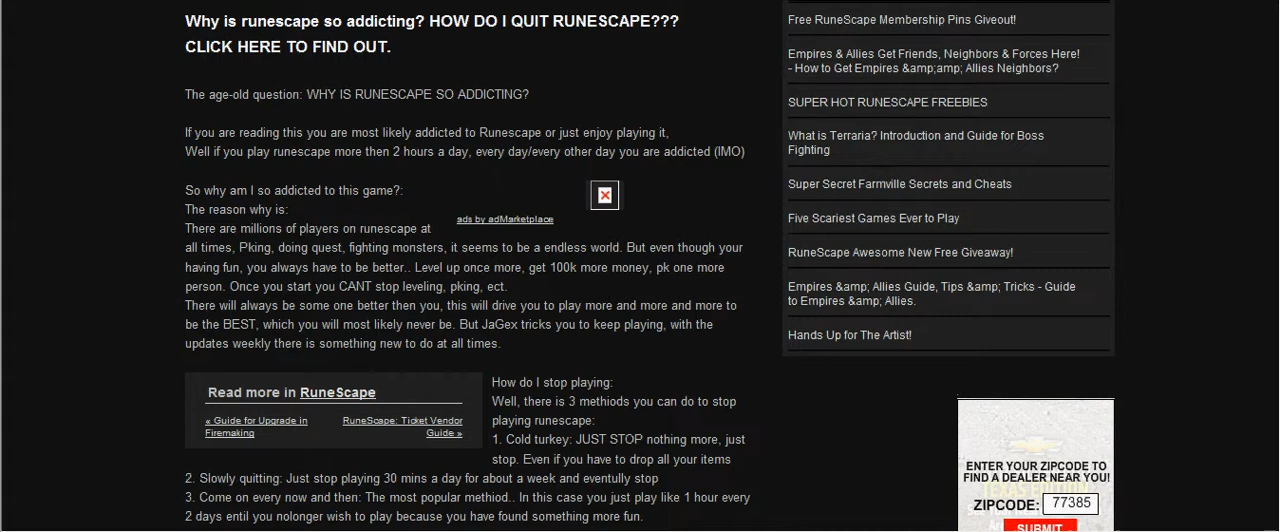 Why is runescape so addicting? HOW DO I QUIT RUNESCAPE???
CLICK HERE TO FIND OUT.
The age-old question: WHY IS RUNESCAPE SO ADDICTING?
If you are reading this you are most likely addicted to Runescape or just enjoy playing it,
Well if you play runescape more then 2 hours a day, every day/every other day you are addicted (IMO)
So why am I so addicted to this game?:
The reason why is:
There are millions of players on runescape at
ads by adMarketplace
all times, Pking, doing quest, fighting monsters, it seems to be a endless world. But even though your
having fun, you always have to be better.. Level up once more, get 100k more money, pk one more
person. Once you start you CANT stop leveling, pking, ect.
There will always be some one better then you, this will drive you to play more and more and more to
be the BEST, which you will most likely never be. But JaGex tricks you to keep playing, with the
updates weekly there is something new to do at all times.
Read more in RuneScape
« Guide for Upgrade in
Firemaking
RuneScape: Ticket Vendor
Guide »
How do I stop playing:
Well, there is 3 methiods you can do to stop
playing runescape:
1. Cold turkey: JUST STOP nothing more, just
stop. Even if you have to drop all your items
2. Slowly quitting: Just stop playing 30 mins a day for about a week and eventully stop
3. Come on every now and then: The most popular methiod.. In this case you just play like 1 hour every
2 days entil you nolonger wish to play because you have found something more fun.
Free RuneScape Membership Pins Giveout!
Empires & Allies Get Friends, Neighbors & Forces Here!
- How to Get Empires &amp;amp; Allies Neighbors?
SUPER HOT RUNESCAPE FREEBIES
What is Terraria? Introduction and Guide for Boss
Fighting
Super Secret Farmville Secrets and Cheats
Five Scariest Games Ever to Play
RuneScape Awesome New Free Giveaway!
Empires &amp; Allies Guide, Tips &amp; Tricks - Guide
to Empires &amp; Allies.
Hands Up for The Artist!
ENTER YOUR ZIPCODE TO
FIND A DEALER NEAR YOU!
TEXAS EDITION
ZIPCODE: 77385
SUBMIT